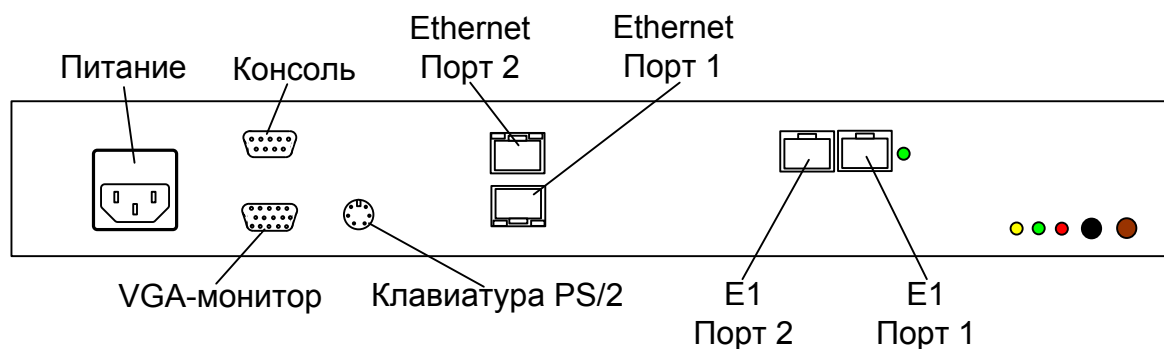 Ethernet
Порт 2
Ethernet
Порт 1
Питание
Консоль
VGA-монитор
Клавиатура PS/2
E1
Порт 2
E1
Порт 1